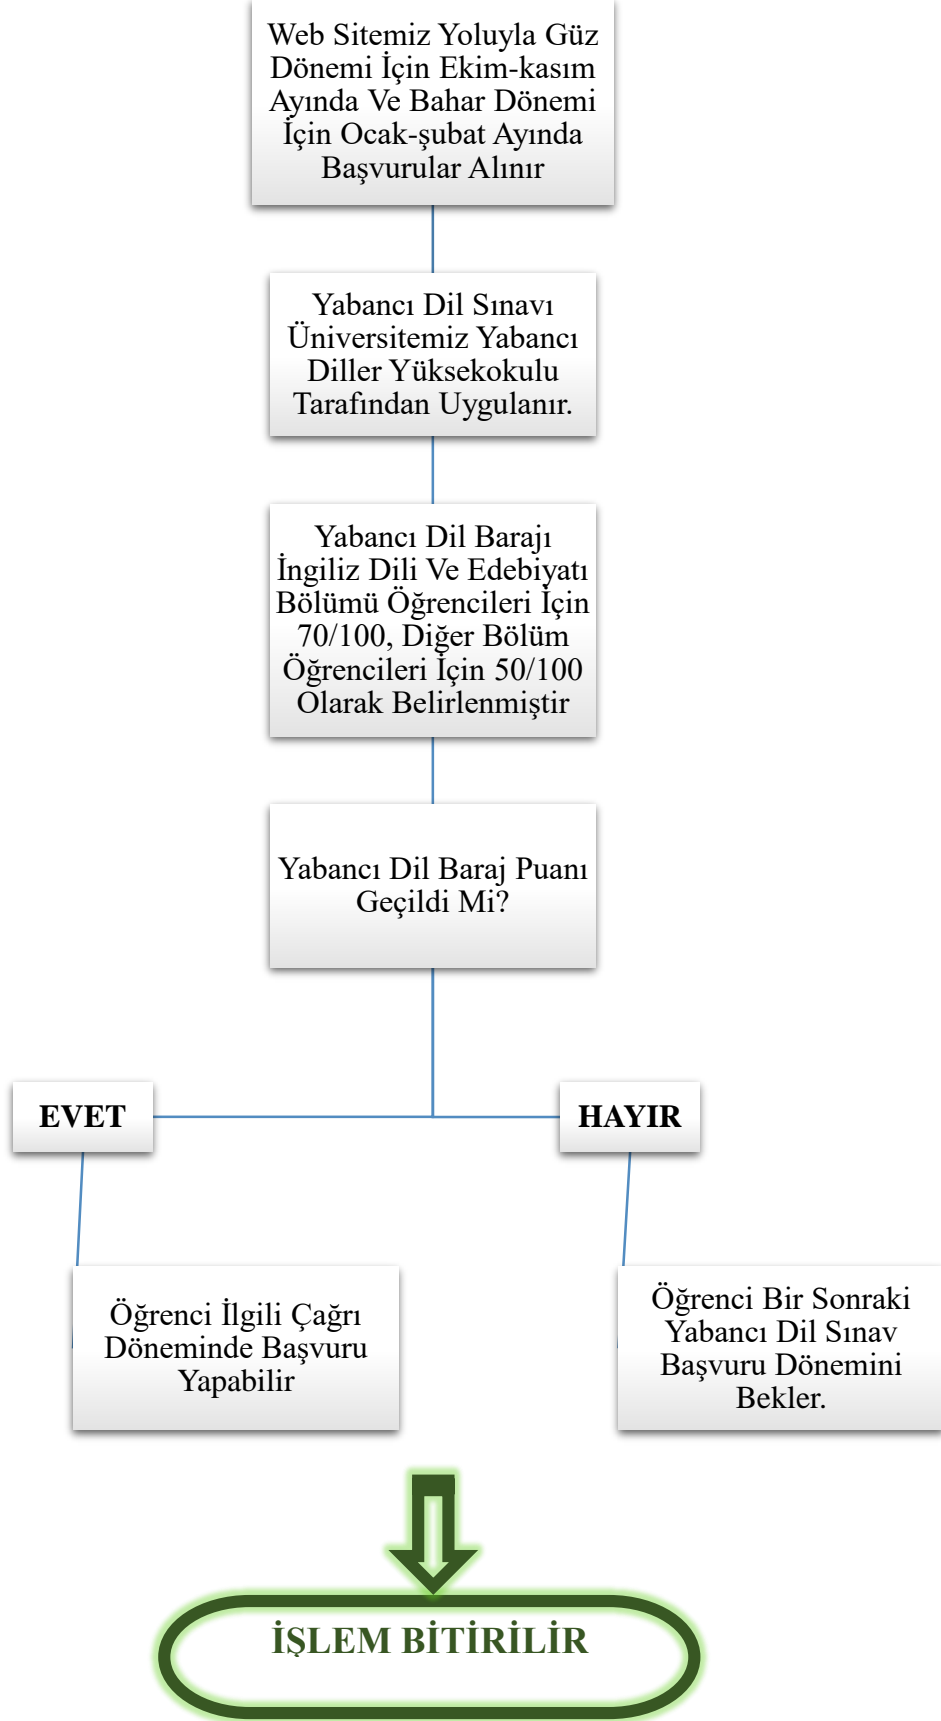 Web Sitemiz Yoluyla Güz
Dönemi İçin Ekim-kasım
Ayında Ve Bahar Dönemi
İçin Ocak-şubat Ayında
Başvurular Alınır
Yabancı Dil Sınavı
Üniversitemiz Yabancı
Diller Yüksekokulu
Tarafından Uygulanır.
Yabancı Dil Barajı
İngiliz Dili Ve Edebiyatı
Bölümü Öğrencileri İçin
70/100, Diğer Bölüm
Öğrencileri İçin 50/100
Olarak Belirlenmiştir
Yabancı Dil Baraj Puanı
Geçildi Mi?
EVET
HAYIR
Öğrenci İlgili Çağrı
Döneminde Başvuru
Yapabilir
Öğrenci Bir Sonraki
Yabancı Dil Sınav
Başvuru Dönemini
Bekler.
İŞLEM BİTİRİLİR